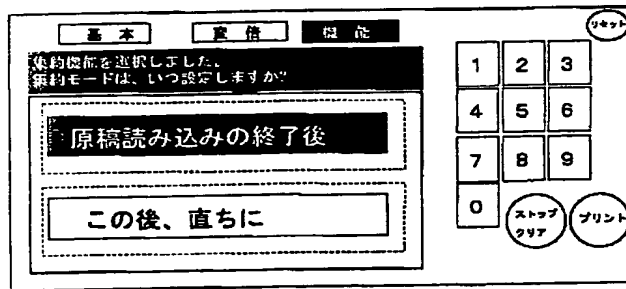 基本
変倍
機能
リセット
集約機能を選択しました。
集約モードは、いつ設定しますか?
原稿読み込みの終了後
この後、直ちに
1 2 3
4 5 6
7 8 9
0
ストップ
クリア
プリント